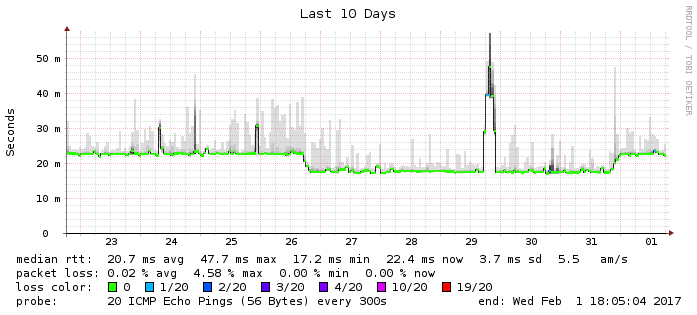 Last 10 Days
RRDTOOL / TOBI OETIKER
Seconds
50 m
40 m
30 m
20 m
10 m
0
23 24 25 26 27 28 29 30 31 01
median rtt: 20.7 ms avg 47.7 ms max 17.2 ms min 22.4 ms now 3.7 ms sd 5.5 am/s
packet loss: 0.02 % avg 4.58 % max 0.00 % min 0.00 % now
loss color: 0 1/20 2/20 3/20 4/20 10/20 19/20
probe: 20 ICMP Echo Pings (56 Bytes) every 300s end: Wed Feb 1 18:05:04 2017